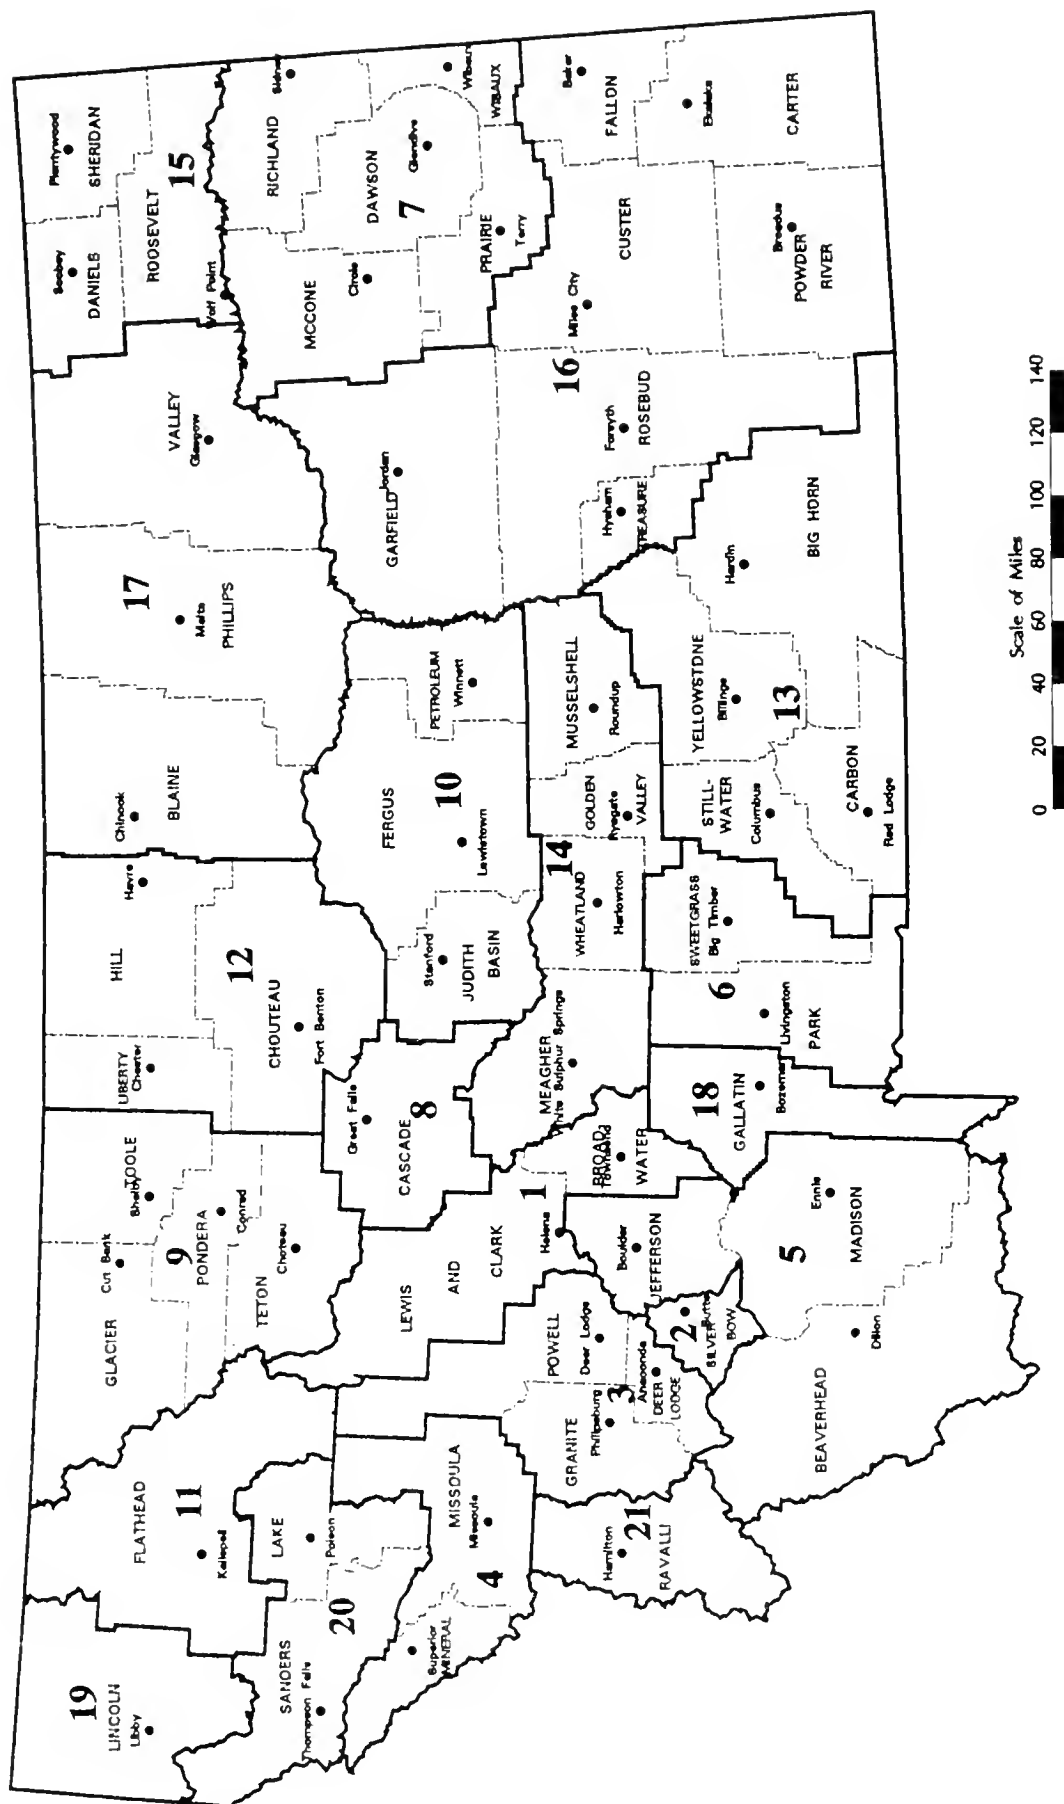 19
LINCOLN
Libby
FLATHEAD
11
Kalispell
SANDERS
Thompson Falls
20
LAKE
Polson
Superior
MINERAL
4
MISSOULA
Missoula
Hamilton
21
RAVALLI
GLACIER
Cut Bank
TOOLE
Shelby
9
PONDERA
Conrad
TETON
Choteau
LEWIS
AND
CLARK
1
Helena
POWELL
Deer Lodge
GRANITE
Philipsburg
3
Anaconda
DEER
LODGE
2
Butte
SILVER
BOW
Boulder
JEFFERSON
BEAVERHEAD
Dillon
5
Ennis
MADISON
LIBERTY
Chester
HILL
Havre
12
CHOUTEAU
Fort Benton
Great Falls
CASCADE
8
MEAGHER
White Sulphur Springs
BROAD
Townsend
WATER
18
GALLATIN
Bozeman
6
Livingston
PARK
SWEETGRASS
Big Timber
Chinook
BLAINE
17
Malta
PHILLIPS
VALLEY
Glasgow
FERGUS
10
Lewistown
Stanford
JUDITH
BASIN
PETROLEUM
Winnett
14
WHEATLAND
Harlowton
GOLDEN
Ryegate
VALLEY
MUSSELSHELL
Roundup
STILL-
WATER
Columbus
YELLOWSTONE
Billings
13
CARBON
Red Lodge
Hardin
BIG HORN
Scobey
DANIELS
Plentywood
SHERIDAN
ROOSEVELT
15
Wolf Point
RICHLAND
Sidney
MCCONE
Circle
DAWSON
7
Glendive
Wibaux
WIBAUX
PRAIRIE
Terry
GARFIELD
Jordan
16
Forsyth
ROSEBUD
Hysham
TREASURE
Miles City
CUSTER
Baker
FALLON
Ekalaka
CARTER
Broadus
POWDER
RIVER
Scale of Miles
0 20 40 60 80 100 120 140